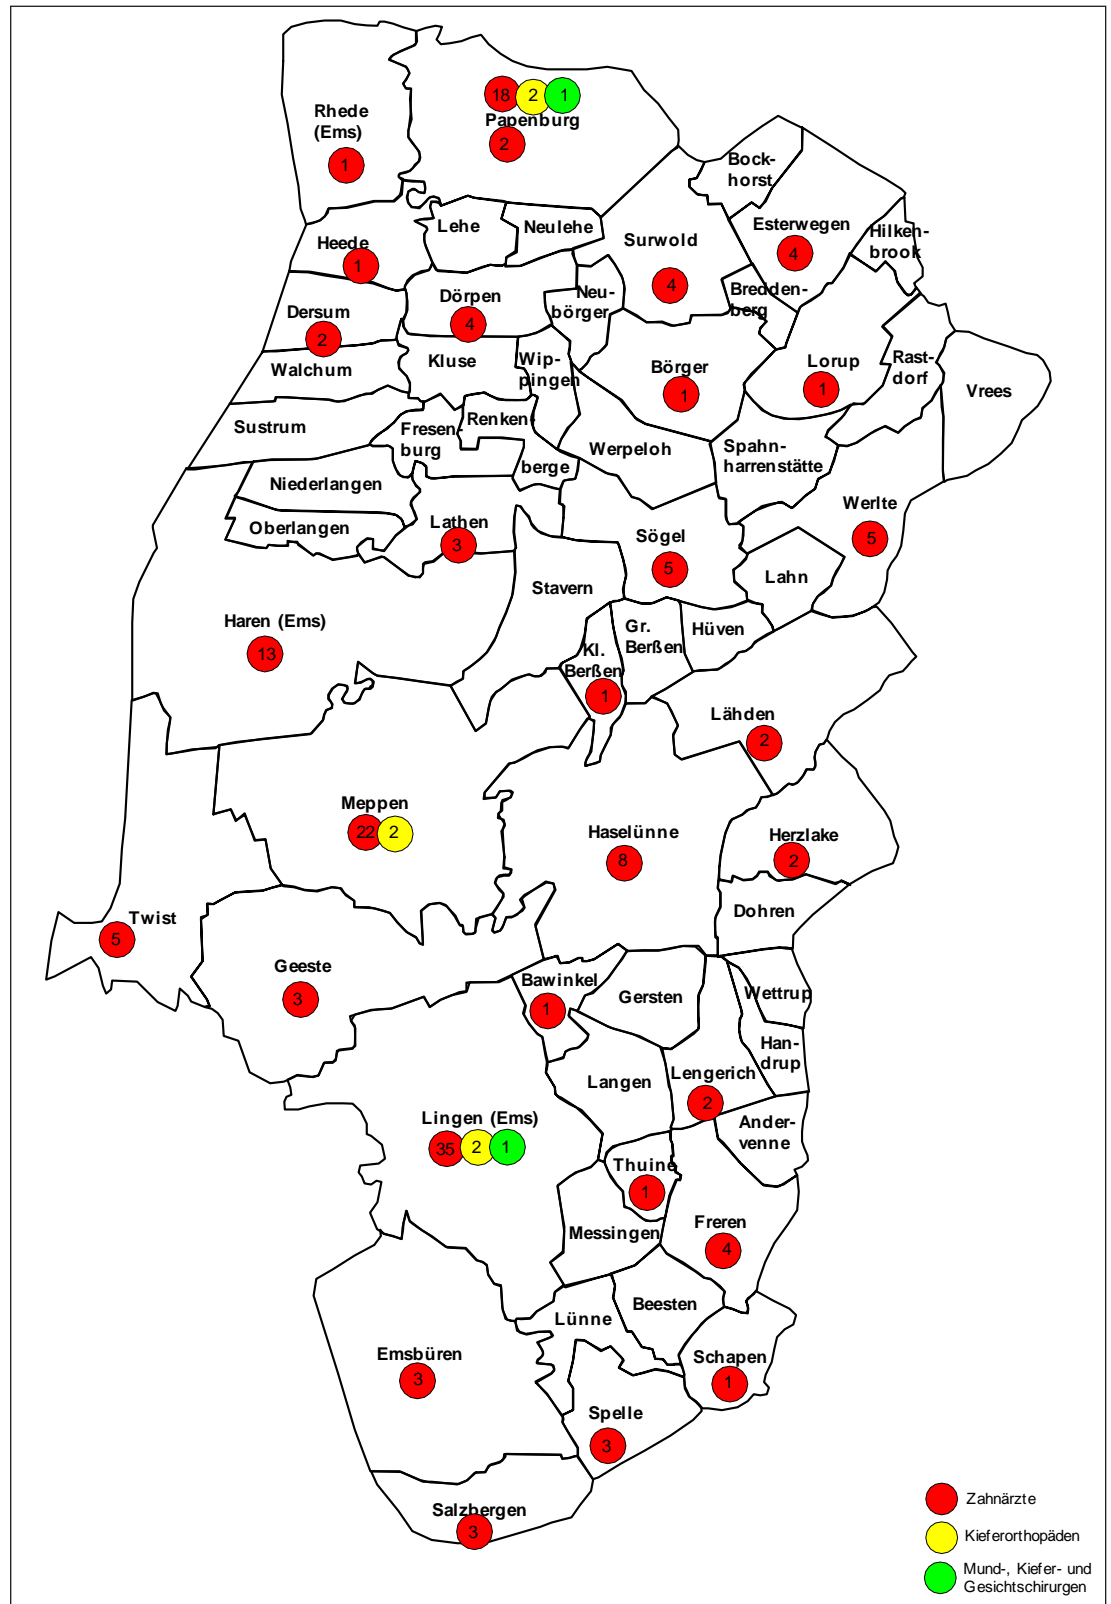 18 2 1
Papenburg
2
Rhede
(Ems)
1
Bock-
horst
Lehe
Neulehe
Esterwegen
4
Hilken-
brook
Heede
1
Surwold
4
Neu-
börger
Bredden-
berg
Dersum
2
Dörpen
4
Walchum
Kluse
Wip-
pingen
Börger
1
Lorup
1
Rast-
dorf
Vrees
Sustrum
Fresen-
burg
Renken-
berge
Werpeloh
Spahn-
harrenstätte
Niederlangen
Oberlangen
Lathen
3
Sögel
5
Werlte
5
Stavern
Lahn
Haren (Ems)
13
Kl.
Berßen
1
Gr.
Berßen
Hüven
Lähden
2
Meppen
22 2
Haselünne
8
Herzlake
2
Twist
5
Dohren
Geeste
3
Bawinkel
1
Gersten
Wettrup
Han-
drup
Langen
Lengerich
2
Lingen (Ems)
35 2 1
Ander-
venne
Thuine
1
Messingen
Freren
4
Lünne
Beesten
Emsbüren
3
Schapen
1
Spelle
3
Salzbergen
3
Zahnärzte
Kieferorthopäden
Mund-, Kiefer- und
Gesichtschirurgen